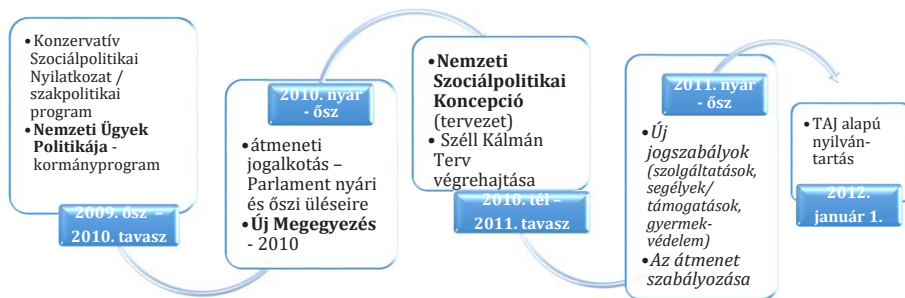 •Konzervatív
Szociálpolitikai
Nyilatkozat /
szakpolitikai
program
•Nemzeti Ügyek
Politikája -
kormányprogram
2009. ősz –
2010. tavasz
2010. nyár
- ősz
•átmeneti
jogalkotás –
Parlament nyári
és őszi üléseire
•Új Megegyezés
- 2010
•Nemzeti
Szociálpolitikai
Koncepció
(tervezet)
• Széll Kálmán
Terv
végrehajtása
2010. tél –
2011. tavasz
2011. nyár
- ősz
•Új
jogszabályok
(szolgáltatások,
segélyek/
támogatások,
gyermek-
védelem)
•Az átmenet
szabályozása
•TAJ alapú
nyilván-
tartás
2012.
január 1.